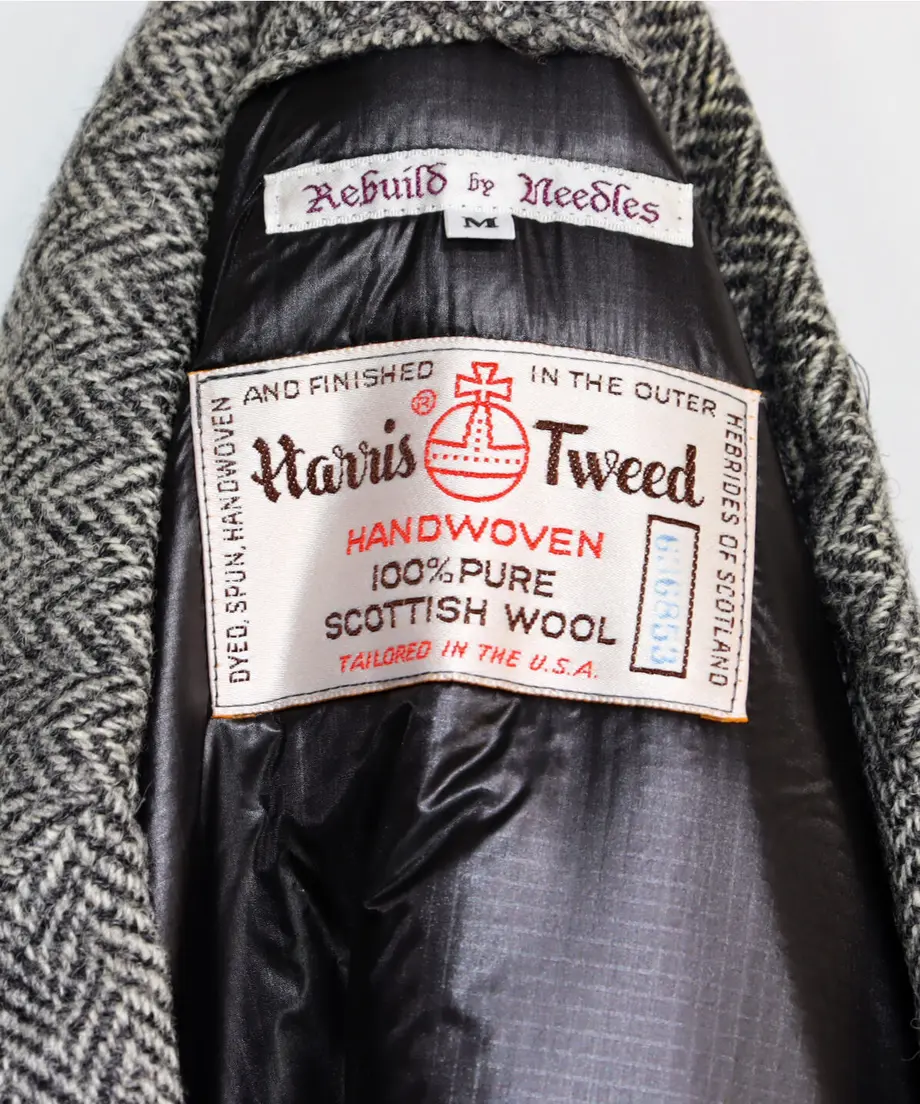 Rebuild by Needles
M
DYED, SPUN, HANDWOVEN
AND FINISHED
IN THE OUTER
HEBRIDES OF SCOTLAND
®
Harris Tweed
HANDWOVEN
100% PURE
SCOTTISH WOOL
TAILORED IN THE U.S.A.